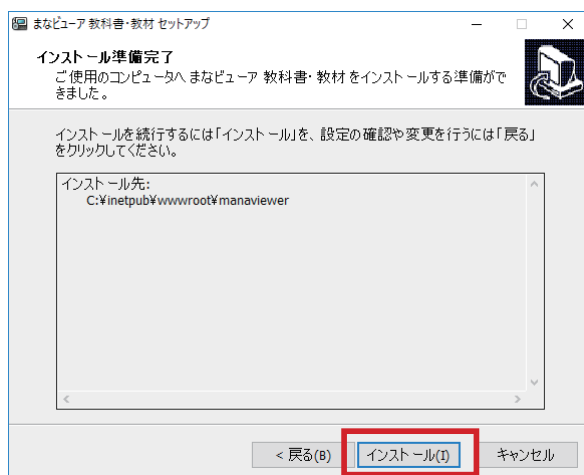 まなビューア 教科書・教材 セットアップ
インストール準備完了
ご使用のコンピュータへ まなビューア 教科書・教材 をインストールする準備がで
きました。
インストールを続行するには「インストール」を、設定の確認や変更を行うには「戻る」
をクリックしてください。
インストール先:
C:¥inetpub¥wwwroot¥manaviewer
< 戻る(B)
インストール(I)
キャンセル